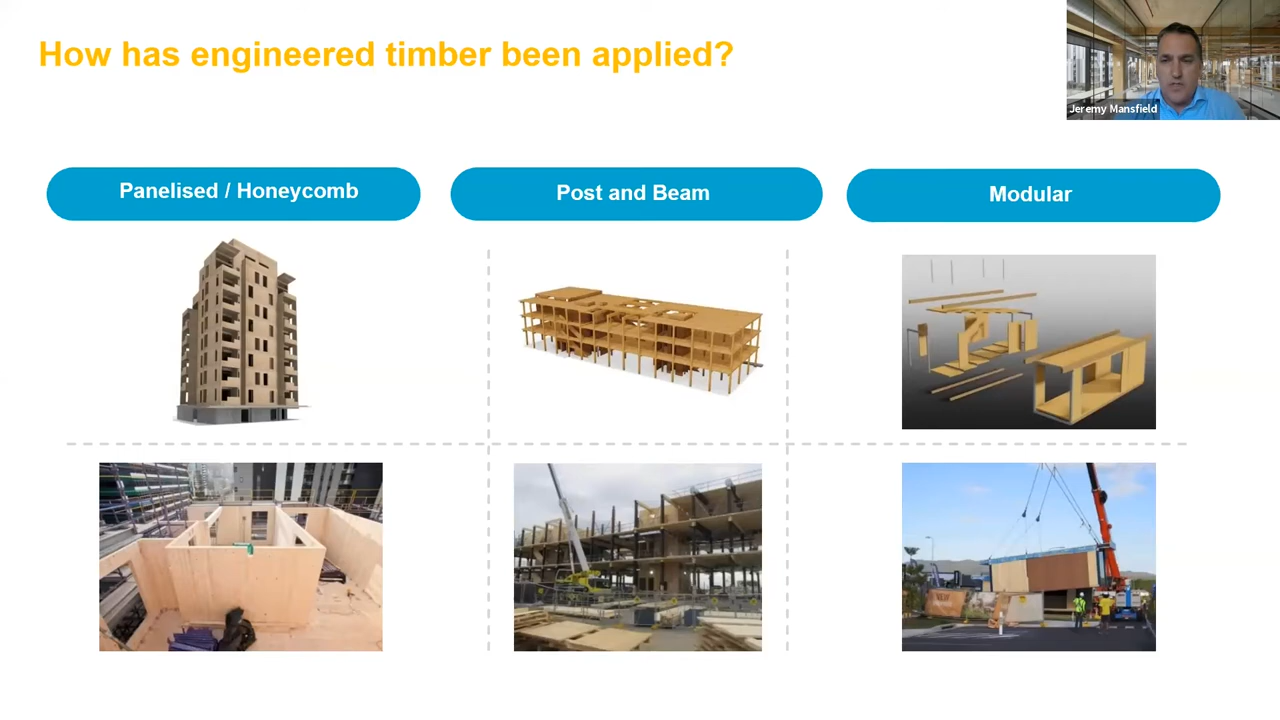 How has engineered timber been applied?
Jeremy Mansfield
Panelised / Honeycomb
Post and Beam
Modular